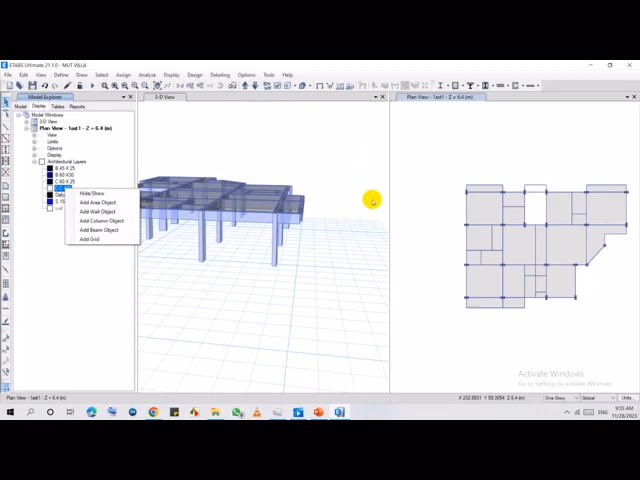 ETABS Ultimate 21.1.0 - MUT VILLA
File Edit View Define Draw Select Assign Analyze Display Design Detailing Options Tools Help
Model Explorer
3-D View
Plan View - 1ast1 - Z = 6.4 (m)
Model Display Tables Reports
Model Windows
3-D View
Plan View - 1ast1 - Z = 6.4 (m)
View
Limits
Options
Display
Architectural Layers
B 45 X 25
B 60 X30
C 60 X 25
Hide/Show
Add Area Object
Add Wall Object
Add Column Object
Add Beam Object
Add Grid
Activate Windows
Go to Settings to activate Windows
Plan View - 1ast1 - Z = 6.4 (m)
One Story
Global
Units...
ENG
9:55 AM
11/28/2023